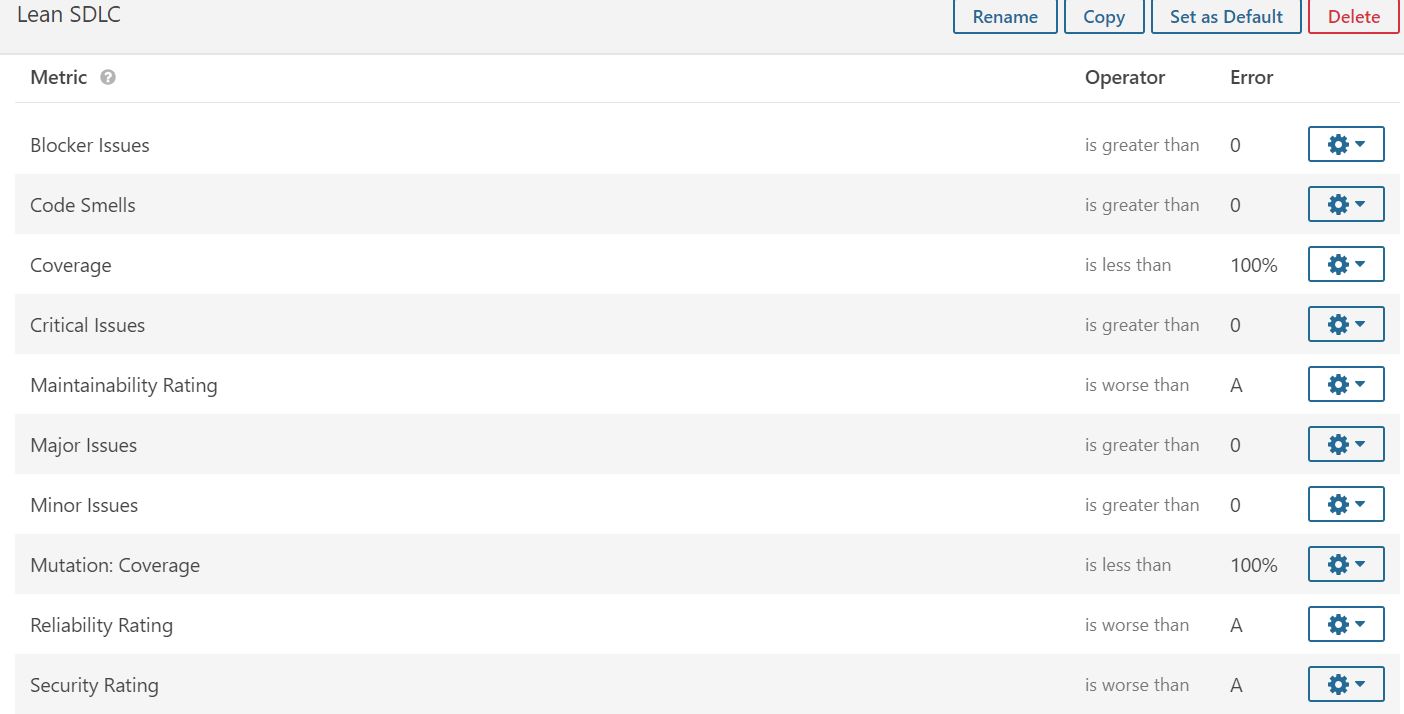 Lean SDLC Rename Copy Set as Default Delete
Metric ? Operator Error
Blocker Issues is greater than 0
Code Smells is greater than 0
Coverage is less than 100%
Critical Issues is greater than 0
Maintainability Rating is worse than A
Major Issues is greater than 0
Minor Issues is greater than 0
Mutation: Coverage is less than 100%
Reliability Rating is worse than A
Security Rating is worse than A